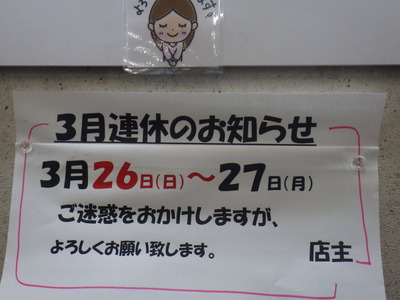 3月連休のお知らせ
3月26日(日)～27日(月)
ご迷惑をおかけしますが、
よろしくお願い致します。
店主